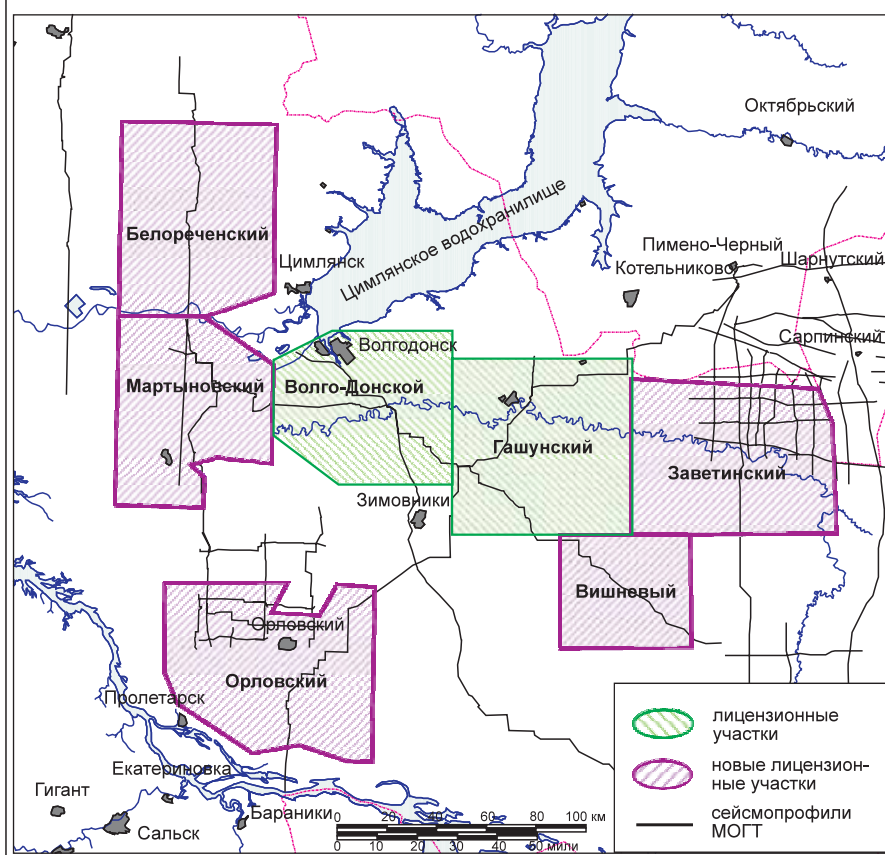 Октябрьский
Белореченский
Цимлянск
Цимлянское водохранилище
Пимено-Черный
Котельниково
Шарнутский
Сарпинский
Волгодонск
Мартыновский
Волго-Донской
Гашунский
Заветинский
Зимовники
Вишневый
Орловский
Орловский
Пролетарск
Екатериновка
Гигант
Бараники
Сальск
0 20 40 60 80 100 км
0 10 20 30 40 50 мили
лицензионные
участки
новые лицензион-
ные участки
сейсмопрофили
МОГТ